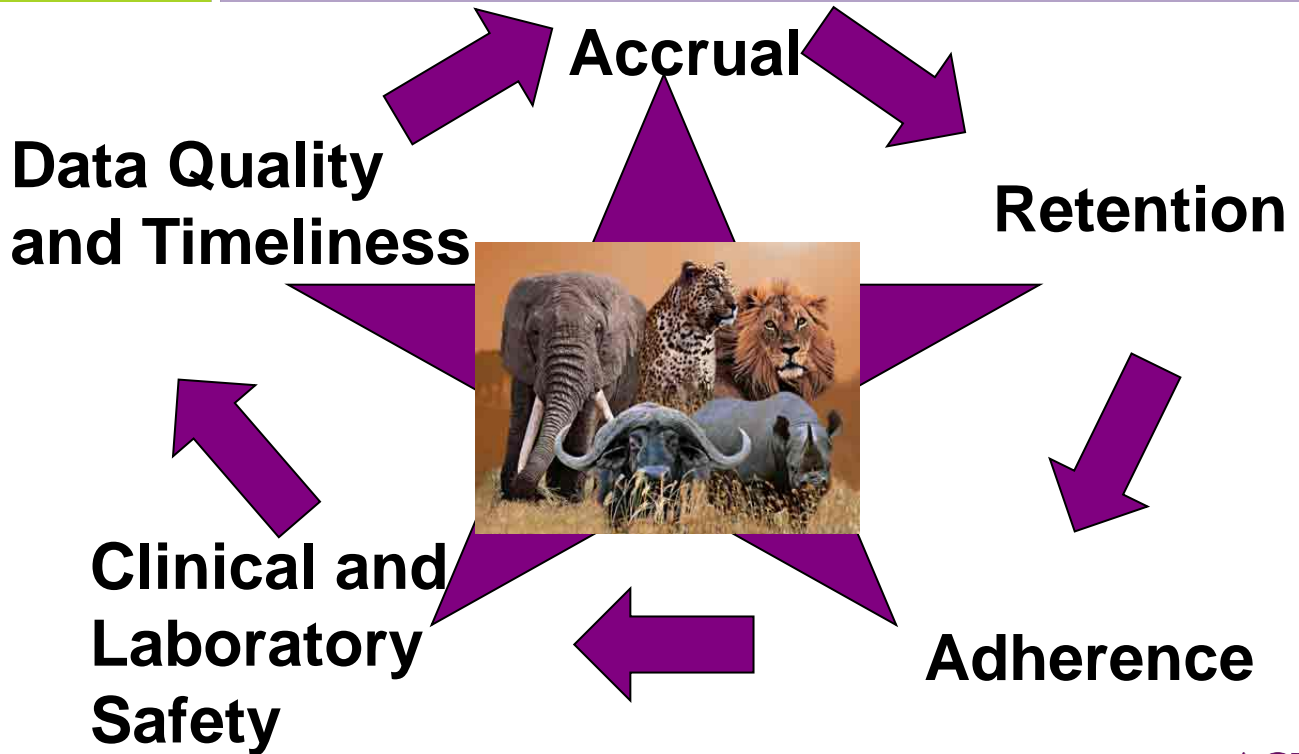 Accrual
Retention
Adherence
Clinical and
Laboratory
Safety
Data Quality
and Timeliness